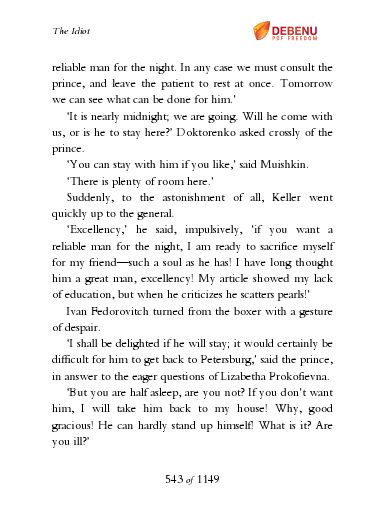 The Idiot
DEBENU
PDF FREEDOM
reliable man for the night. In any case we must consult the
prince, and leave the patient to rest at once. Tomorrow
we can see what can be done for him.'
'It is nearly midnight; we are going. Will he come with
us, or is he to stay here?' Doktorenko asked crossly of the
prince.
'You can stay with him if you like,' said Muishkin.
'There is plenty of room here.'
Suddenly, to the astonishment of all, Keller went
quickly up to the general.
'Excellency,' he said, impulsively, 'if you want a
reliable man for the night, I am ready to sacrifice myself
for my friend—such a soul as he has! I have long thought
him a great man, excellency! My article showed my lack
of education, but when he criticizes he scatters pearls!'
Ivan Fedorovitch turned from the boxer with a gesture
of despair.
'I shall be delighted if he will stay; it would certainly be
difficult for him to get back to Petersburg,' said the prince,
in answer to the eager questions of Lizabetha Prokofievna.
'But you are half asleep, are you not? If you don't want
him, I will take him back to my house! Why, good
gracious! He can hardly stand up himself! What is it? Are
you ill?'
543 of 1149